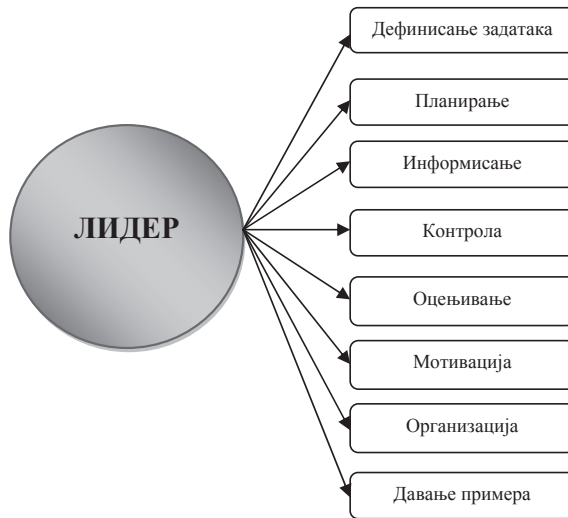 Дефинисање задатака
Планирање
Информисање
ЛИДЕР
Контрола
Оцењивање
Мотивација
Организација
Давање примера